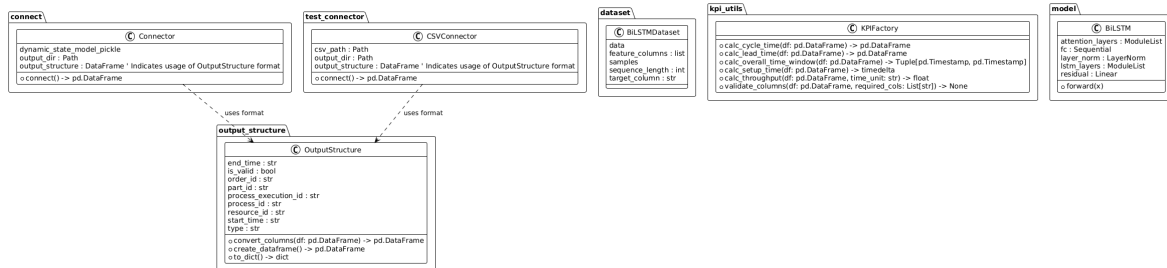 connect
C Connector
dynamic_state_model_pickle
output_dir : Path
output_structure : DataFrame ' Indicates usage of OutputStructure format
connect() -> pd.DataFrame
test_connector
C CSVConnector
csv_path : Path
output_dir : Path
output_structure : DataFrame ' Indicates usage of OutputStructure format
connect() -> pd.DataFrame
dataset
C BiLSTMDataset
data
feature_columns : list
samples
sequence_length : int
target_column : str
kpi_utils
C KPIFactory
calc_cycle_time(df: pd.DataFrame) -> pd.DataFrame
calc_lead_time(df: pd.DataFrame) -> pd.DataFrame
calc_overall_time_window(df: pd.DataFrame) -> Tuple[pd.Timestamp, pd.Timestamp]
calc_setup_time(df: pd.DataFrame) -> timedelta
calc_throughput(df: pd.DataFrame, time_unit: str) -> float
validate_columns(df: pd.DataFrame, required_cols: List[str]) -> None
model
C BiLSTM
attention_layers : ModuleList
fc : Sequential
layer_norm : LayerNorm
lstm_layers : ModuleList
residual : Linear
forward(x)
uses format
uses format
output_structure
C OutputStructure
end_time : str
is_valid : bool
order_id : str
part_id : str
process_execution_id : str
process_id : str
resource_id : str
start_time : str
type : str
convert_columns(df: pd.DataFrame) -> pd.DataFrame
create_dataframe() -> pd.DataFrame
to_dict() -> dict